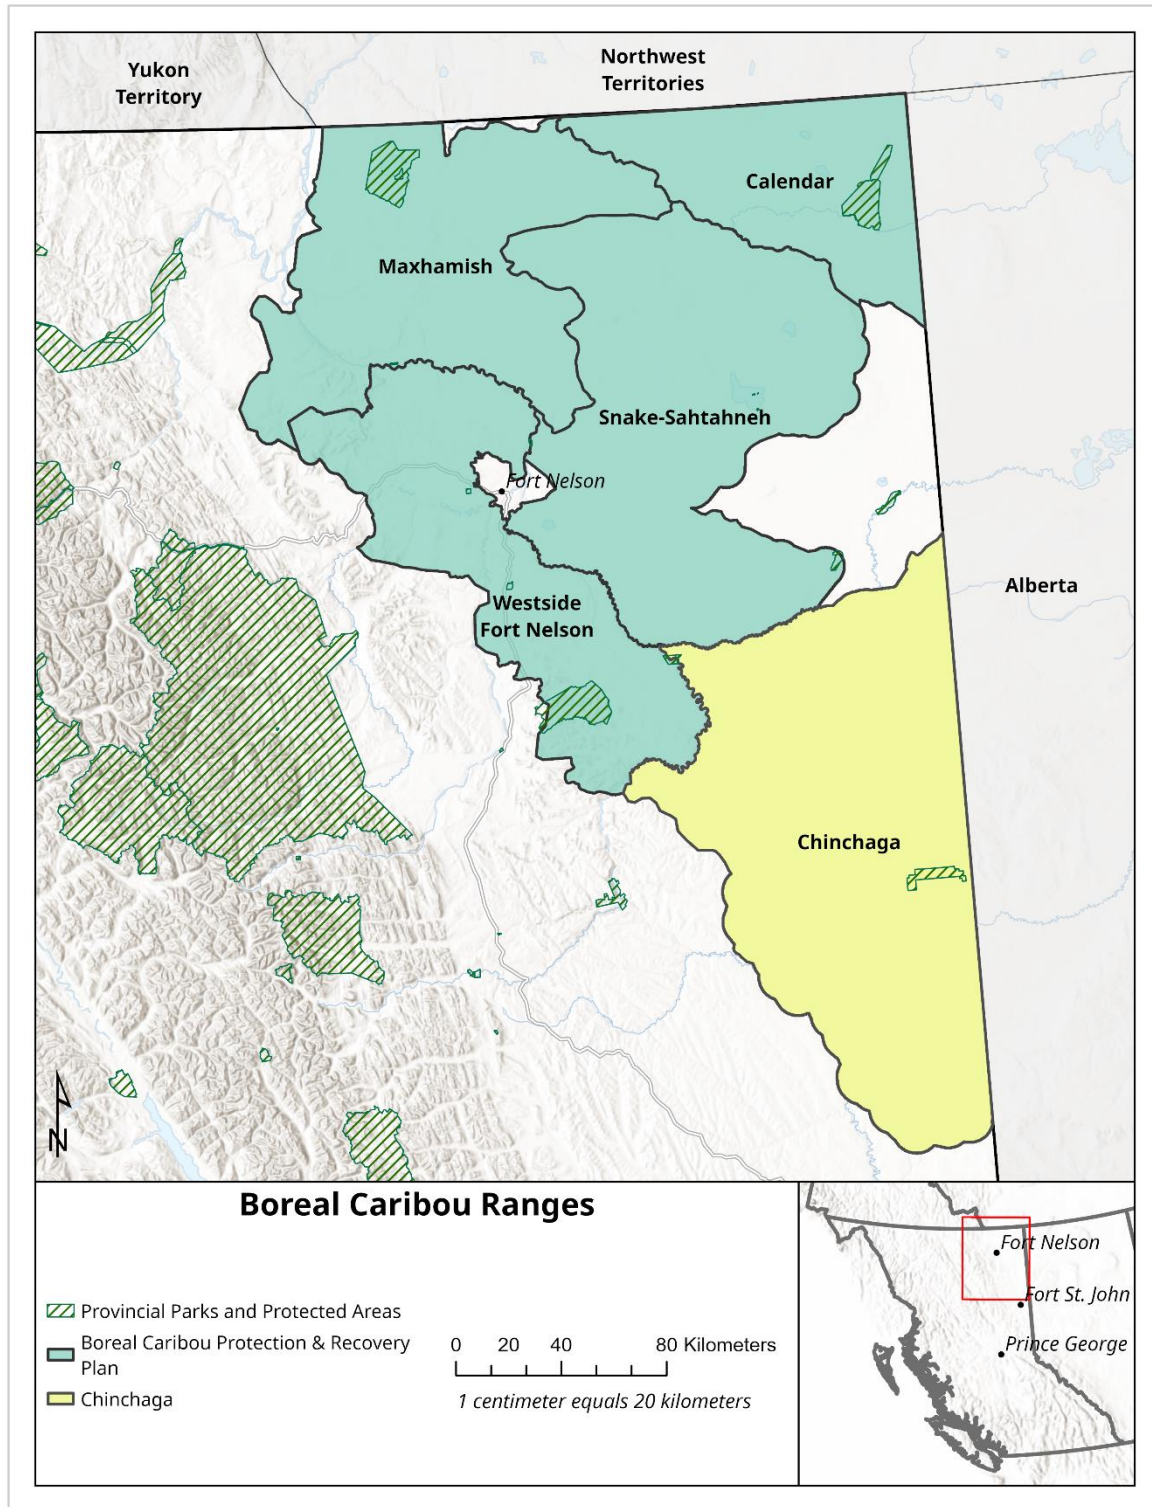 Yukon
Territory
Northwest
Territories
Calendar
Maxhamish
Snake-Sahtahneh
Fort Nelson
Alberta
Westside
Fort Nelson
Chinchaga
N
Boreal Caribou Ranges
Provincial Parks and Protected Areas
Boreal Caribou Protection & Recovery
Plan
Chinchaga
0 20 40 80 Kilometers
1 centimeter equals 20 kilometers
Fort Nelson
Fort St. John
Prince George